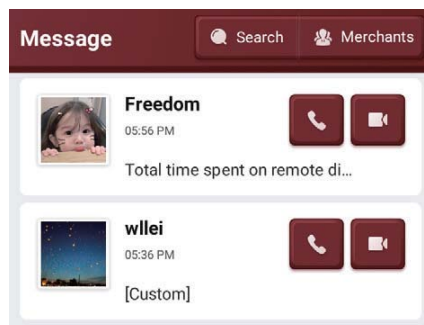 Message
Search
Merchants
Freedom
05:56 PM
Total time spent on remote di...
wllei
05:36 PM
[Custom]